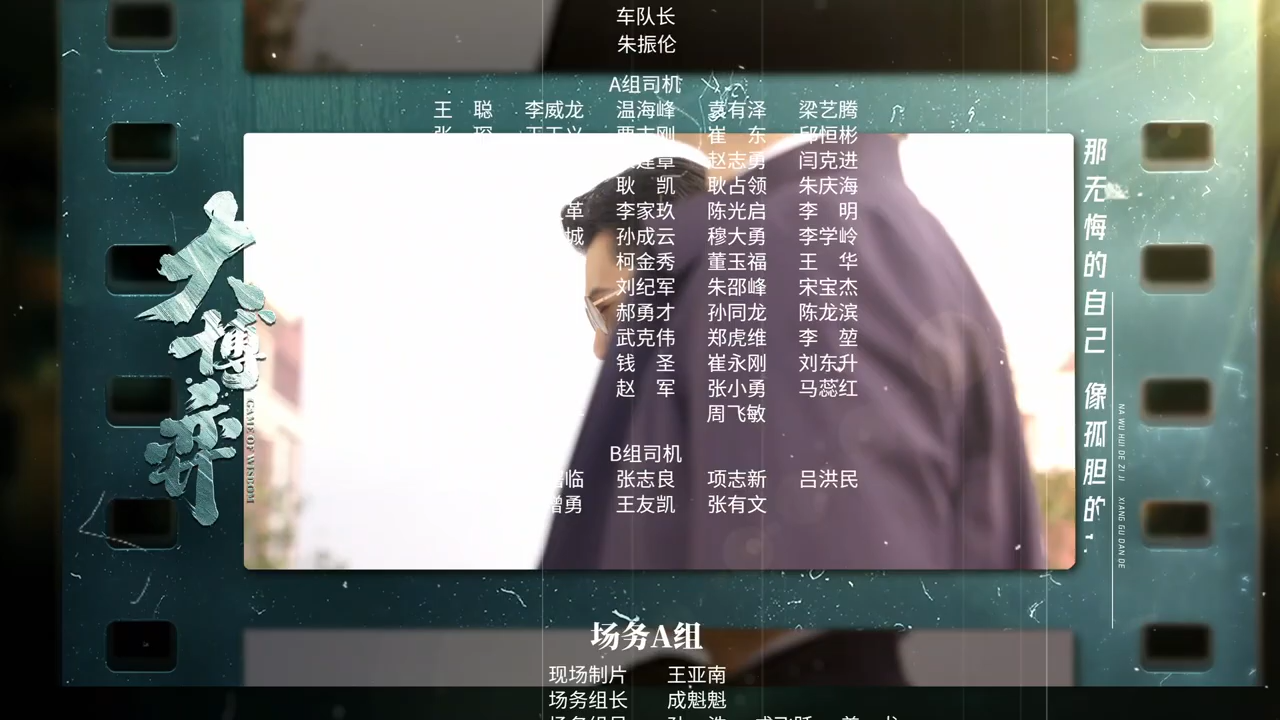 车队长
朱振伦
A组司机
王 聪 李威龙 温海峰 袁有泽 梁艺腾
崔 东 邱恒彬
赵志勇 闫克进
耿 凯 耿占领 朱庆海
革 李家玖 陈光启 李 明
城 孙成云 穆大勇 李学岭
柯金秀 董玉福 王 华
刘纪军 朱邵峰 宋宝杰
郝勇才 孙同龙 陈龙滨
武克伟 郑虎维 李 堃
钱 圣 崔永刚 刘东升
赵 军 张小勇 马蕊红
周飞敏
B组司机
临 张志良 项志新 吕洪民
增勇 王友凯 张有文
场务A组
现场制片 王亚南
场务组长 成魁魁
大博弈
GAME OF WISDOM
那无悔的自己 像孤胆的
NA WU HUI DE ZI JI XIANG GU DAN DE